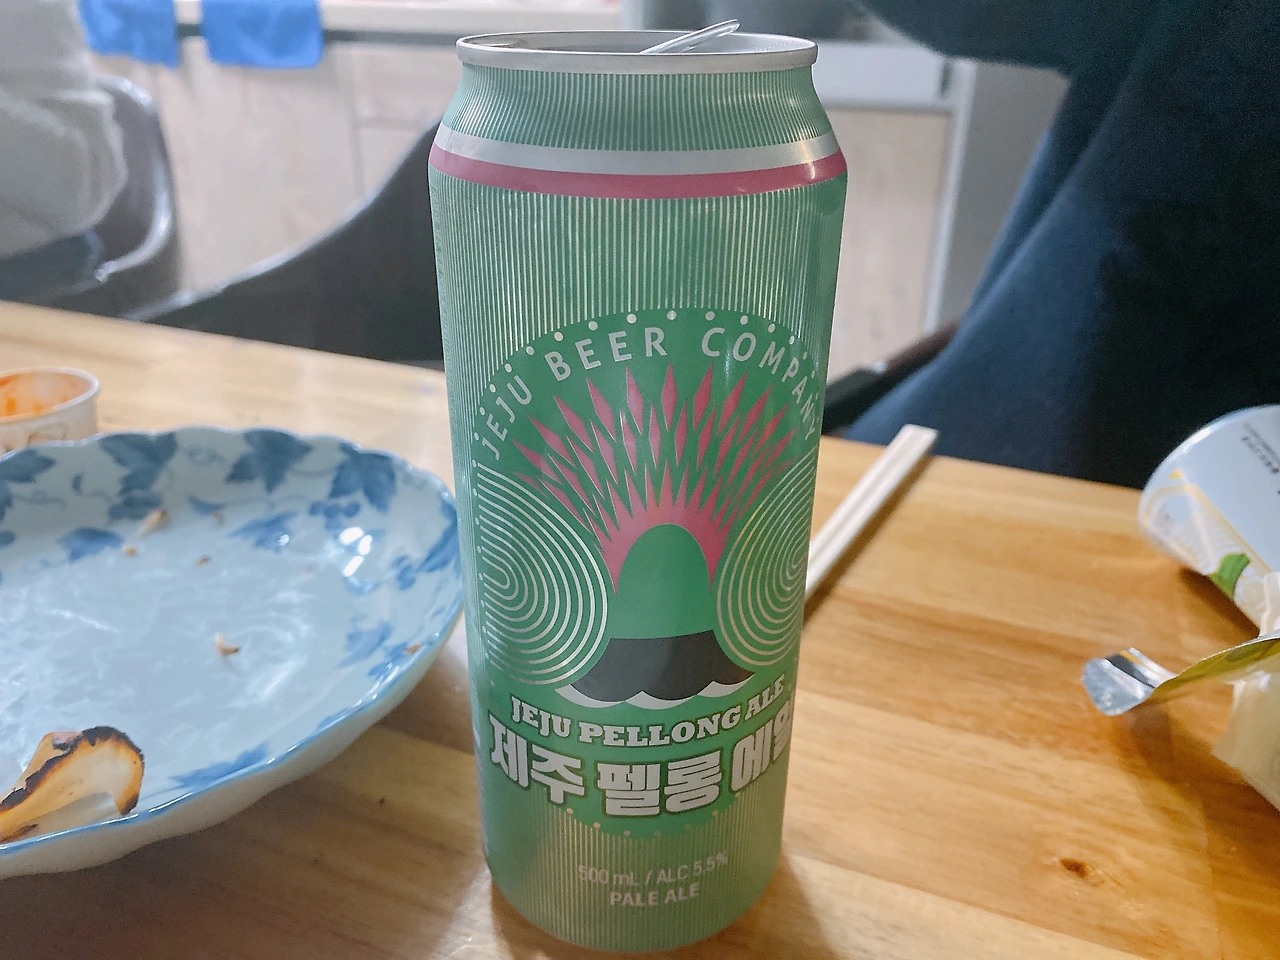 JEJU BEER COMPANY
JEJU PELLONG ALE
제주 펠롱 에일
500 mL / ALC 5.5%
PALE ALE